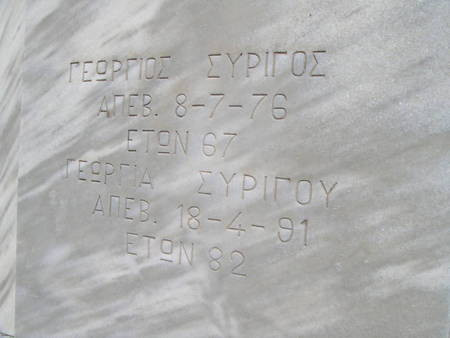 ΓΕΩΡΓΙΟΣ ΣΥΡΙΓΟΣ
ΑΠΕΒ. 8-7-76
ΕΤΩΝ 67
ΓΕΩΡΓΙΑ ΣΥΡΙΓΟΥ
ΑΠΕΒ. 18-4-91
ΕΤΩΝ 82